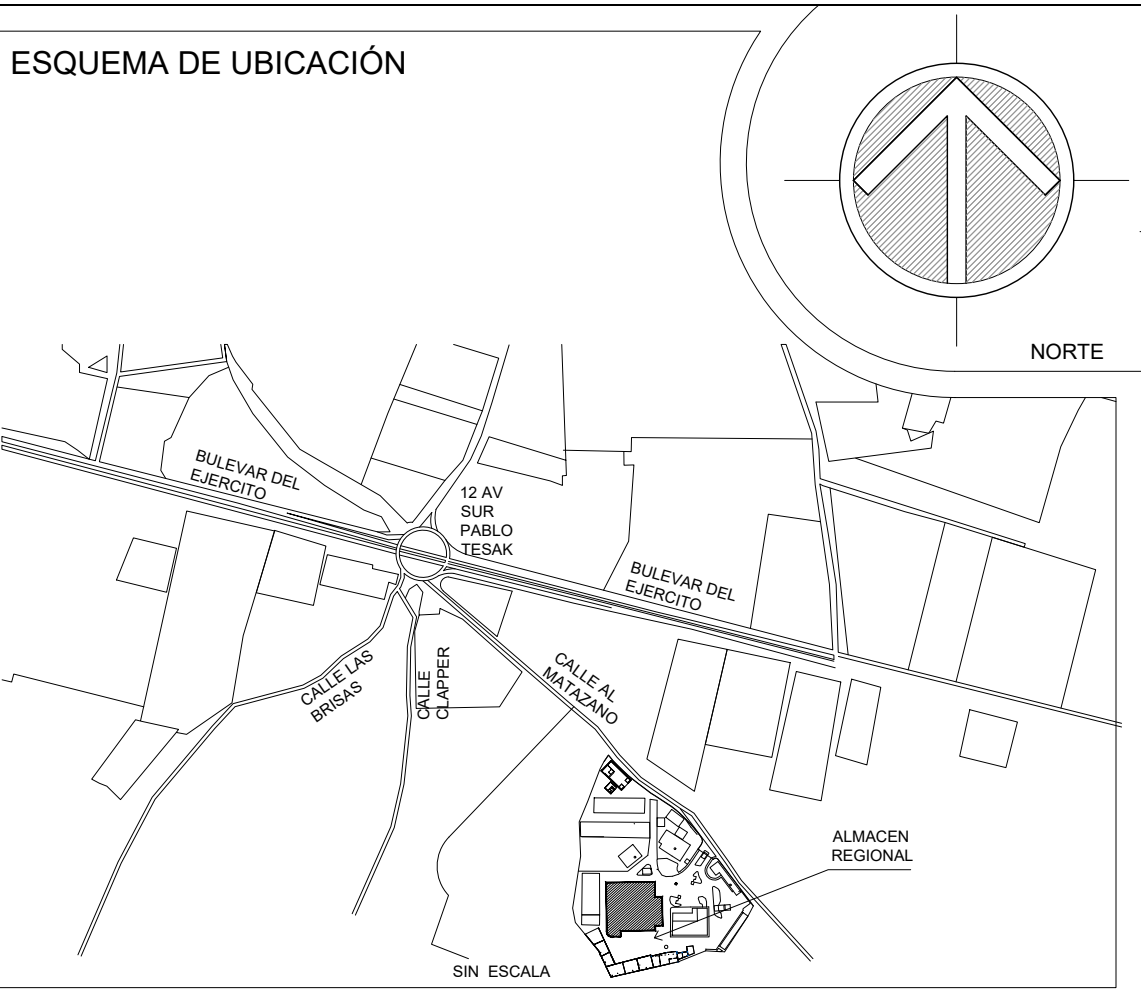 ESQUEMA DE UBICACIÓN
NORTE
BULEVAR DEL
EJERCITO
12 AV
SUR
PABLO
TESAK
BULEVAR DEL
EJERCITO
CALLE LAS
BRISAS
CALLE
CLAPPER
CALLE AL
MATAZANO
ALMACEN
REGIONAL
SIN ESCALA